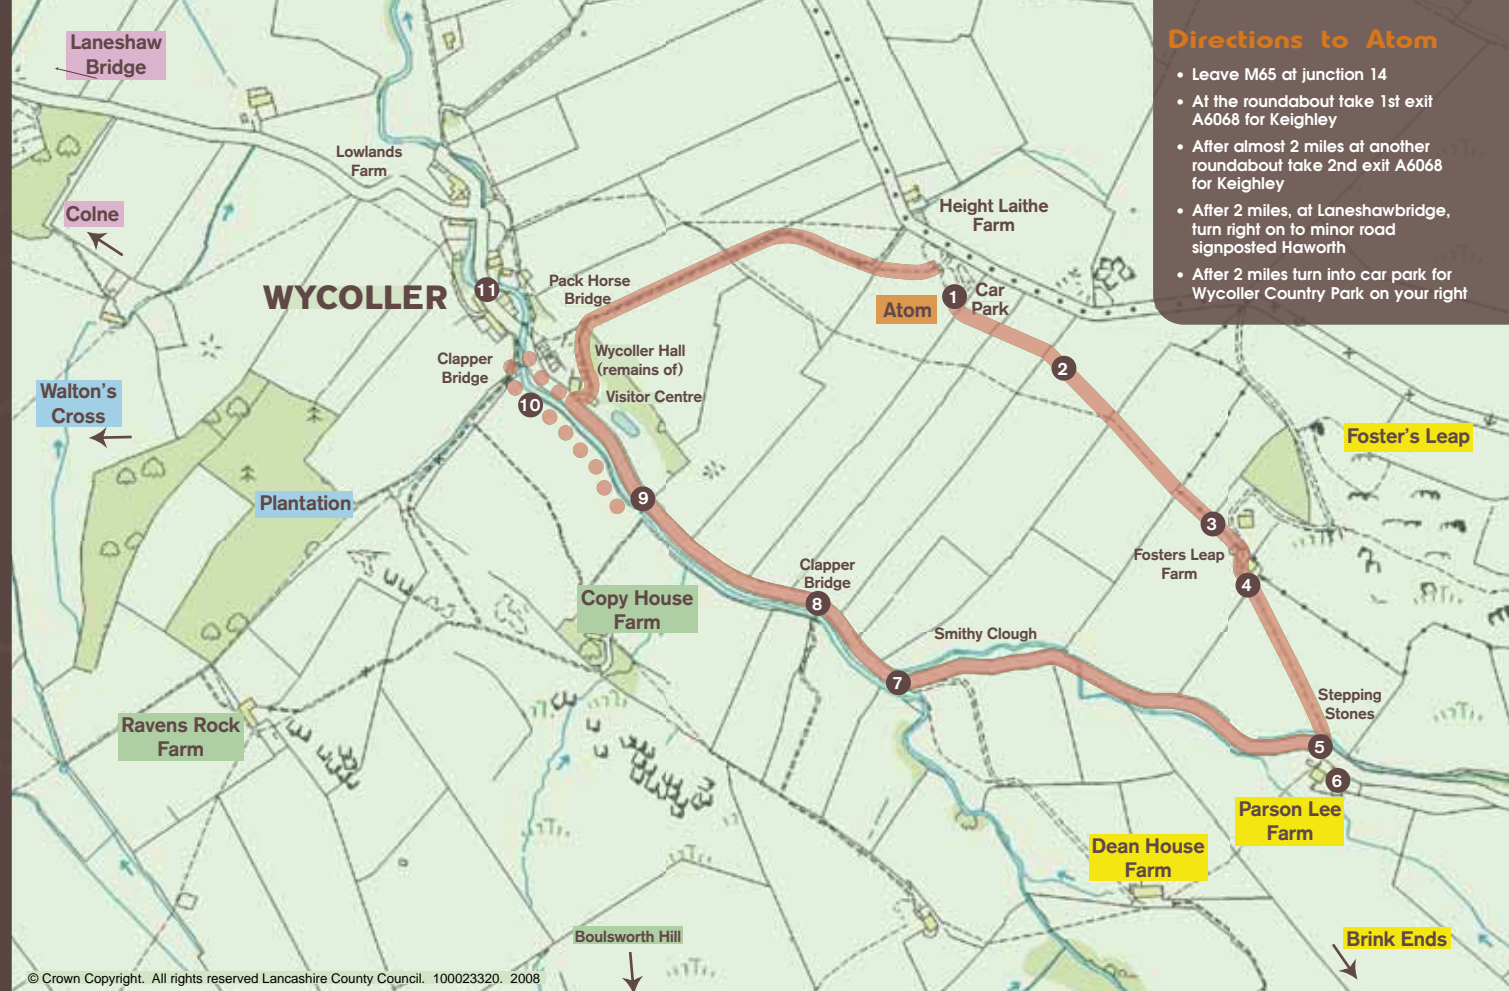 Laneshaw
Bridge
Directions to Atom
• Leave M65 at junction 14
• At the roundabout take 1st exit
A6068 for Keighley
• After almost 2 miles at another
roundabout take 2nd exit A6068
for Keighley
• After 2 miles, at Laneshawbridge,
turn right on to minor road
signposted Haworth
• After 2 miles turn into car park for
Wycoller Country Park on your right
Lowlands
Farm
Colne
Height Laithe
Farm
WYCOLLER
11
Pack Horse
Bridge
Atom
1
Car
Park
Clapper
Bridge
Wycoller Hall
(remains of)
Visitor Centre
2
Walton's
Cross
10
Foster's Leap
Plantation
9
3
Fosters Leap
Farm
4
Clapper
Bridge
8
Copy House
Farm
Smithy Clough
7
Ravens Rock
Farm
Stepping
Stones
5
6
Parson Lee
Farm
Dean House
Farm
Boulsworth Hill
Brink Ends
© Crown Copyright. All rights reserved Lancashire County Council. 100023320. 2008